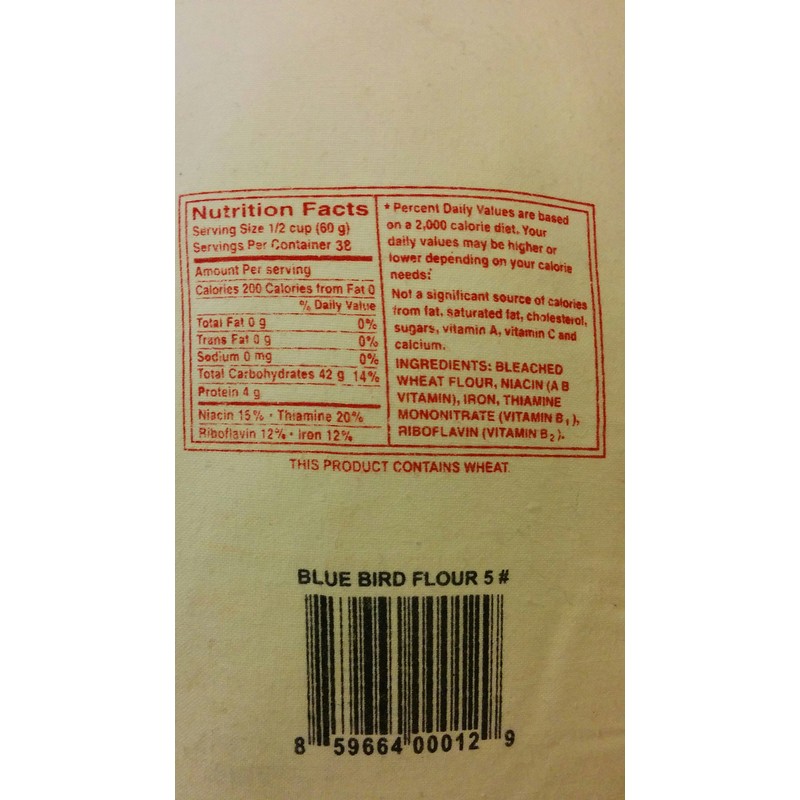 Nutrition Facts
Serving Size 1/2 cup (60 g)
Servings Per Container 38
Amount Per serving
Calories 200 Calories from Fat 0
% Daily Value
Total Fat 0 g 0%
Trans Fat 0 g 0%
Sodium 0 mg 0%
Total Carbohydrates 42 g 14%
Protein 4 g
Niacin 15% • Thiamine 20%
Riboflavin 12% • Iron 12%
* Percent Daily Values are based
on a 2,000 calorie diet. Your
daily values may be higher or
lower depending on your calorie
needs:
Not a significant source of calories
from fat, saturated fat, cholesterol,
sugars, vitamin A, vitamin C and
calcium.
INGREDIENTS: BLEACHED
WHEAT FLOUR, NIACIN (A B
VITAMIN), IRON, THIAMINE
MONONITRATE (VITAMIN B1),
RIBOFLAVIN (VITAMIN B2).
THIS PRODUCT CONTAINS WHEAT.
BLUE BIRD FLOUR 5 #
8 59664 00012 9